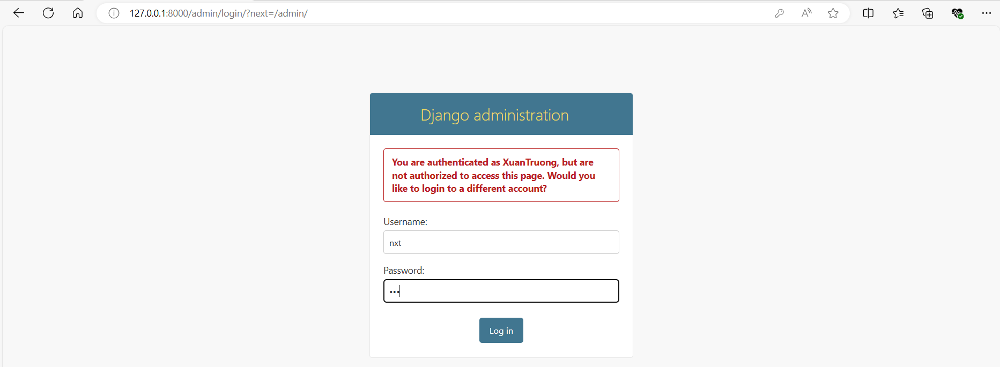 127.0.0.1:8000/admin/login/?next=/admin/
Django administration
You are authenticated as XuanTruong, but are
not authorized to access this page. Would you
like to login to a different account?
Username:
nxt
Password:
•••
Log in